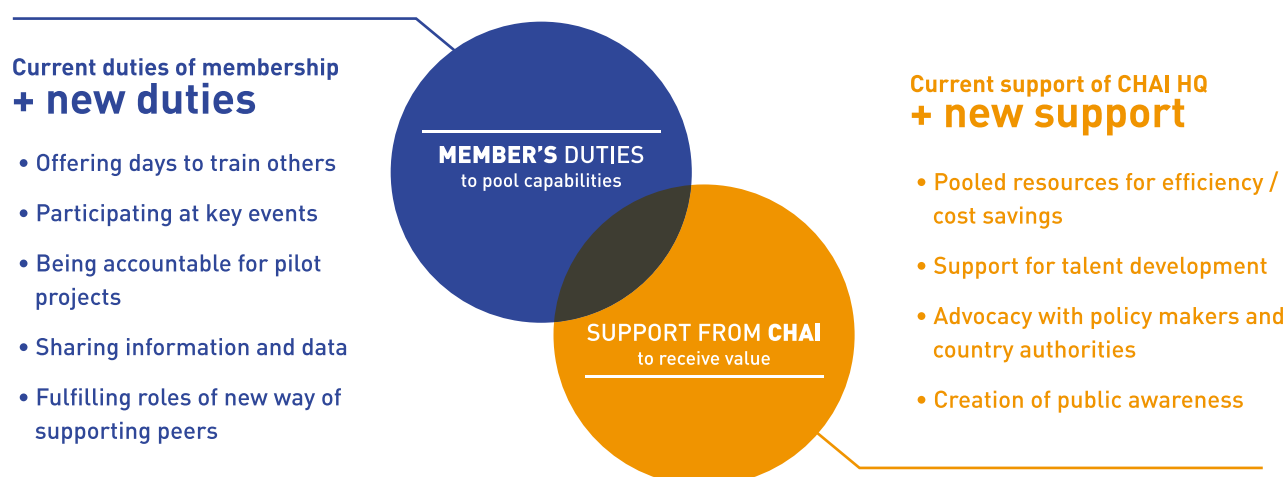 Current duties of membership
+ new duties
• Offering days to train others
• Participating at key events
• Being accountable for pilot
projects
• Sharing information and data
• Fulfilling roles of new way of
supporting peers
MEMBER'S DUTIES
to pool capabilities
SUPPORT FROM CHAI
to receive value
Current support of CHAI HQ
+ new support
• Pooled resources for efficiency /
cost savings
• Support for talent development
• Advocacy with policy makers and
country authorities
• Creation of public awareness